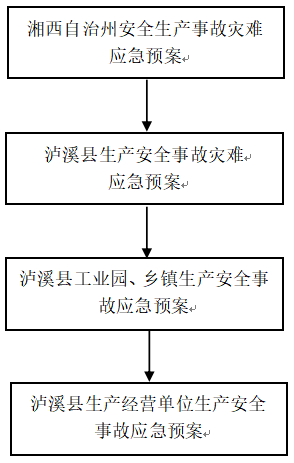 湘西自治州安全生产事故灾难
应急预案
泸溪县生产安全事故灾难
应急预案
泸溪县工业园、乡镇生产安全事
故应急预案
泸溪县生产经营单位生产安全
事故应急预案